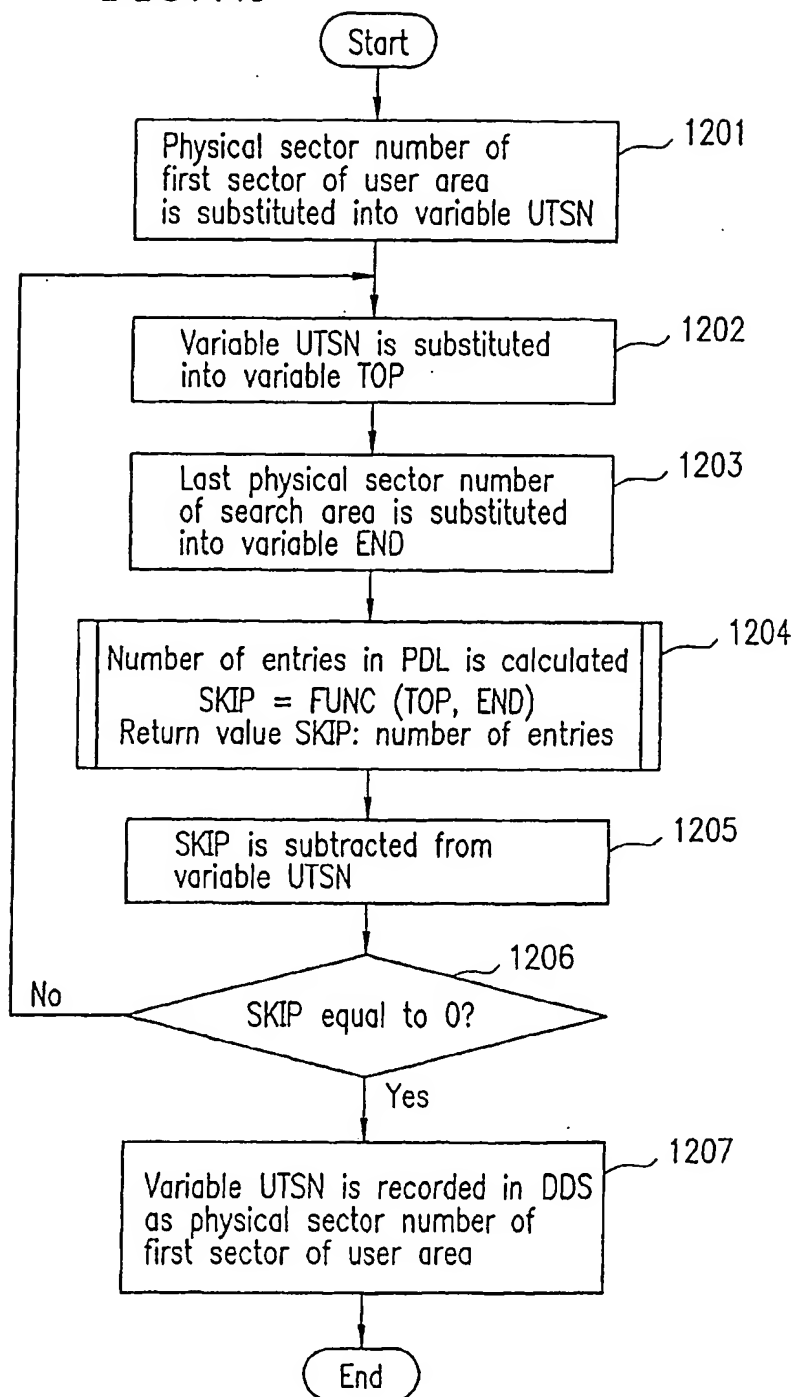 Start
1201
Physical sector number of
first sector of user area
is substituted into variable UTSN
1202
Variable UTSN is substituted
into variable TOP
1203
Last physical sector number
of search area is substituted
into variable END
1204
Number of entries in PDL is calculated
SKIP = FUNC (TOP, END)
Return value SKIP: number of entries
1205
SKIP is subtracted from
variable UTSN
1206
No
SKIP equal to 0?
Yes
1207
Variable UTSN is recorded in DDS
as physical sector number of
first sector of user area
End